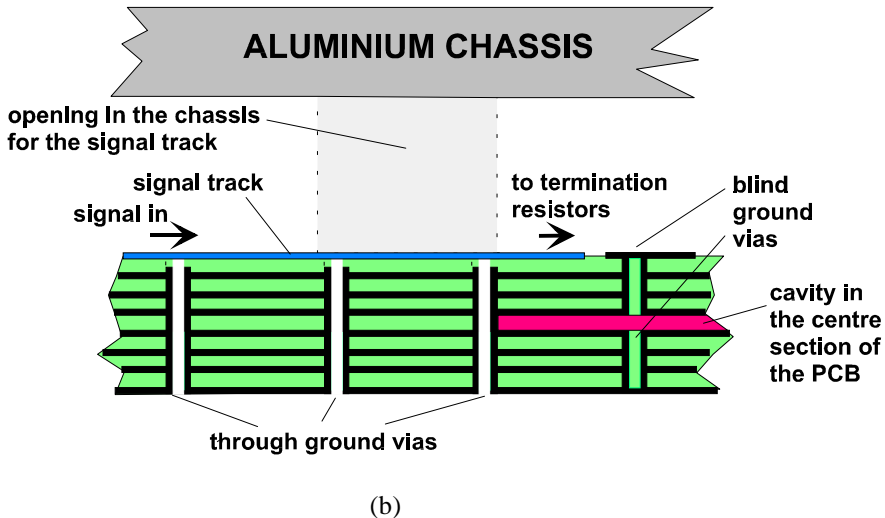 ALUMINIUM CHASSIS
opening in the chassis
for the signal track
signal track
signal in
to termination
resistors
blind
ground
vias
cavity in
the centre
section of
the PCB
through ground vias
(b)